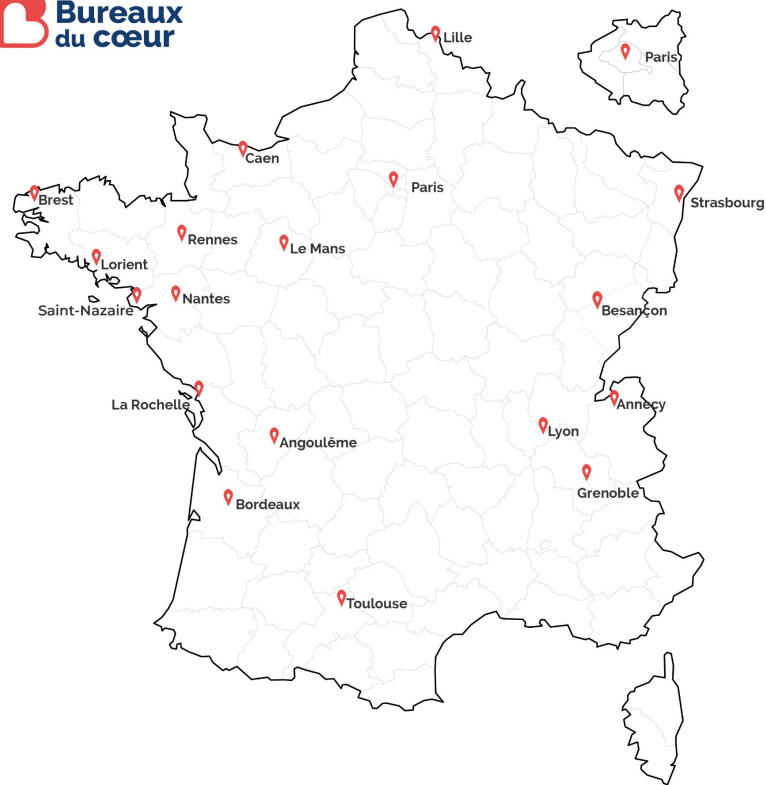 Bureaux
du cœur
Lille
Paris
Caen
Paris
Brest
Strasbourg
Rennes
Le Mans
Lorient
Nantes
Saint-Nazaire
Besançon
La Rochelle
Annecy
Lyon
Angoulême
Grenoble
Bordeaux
Toulouse